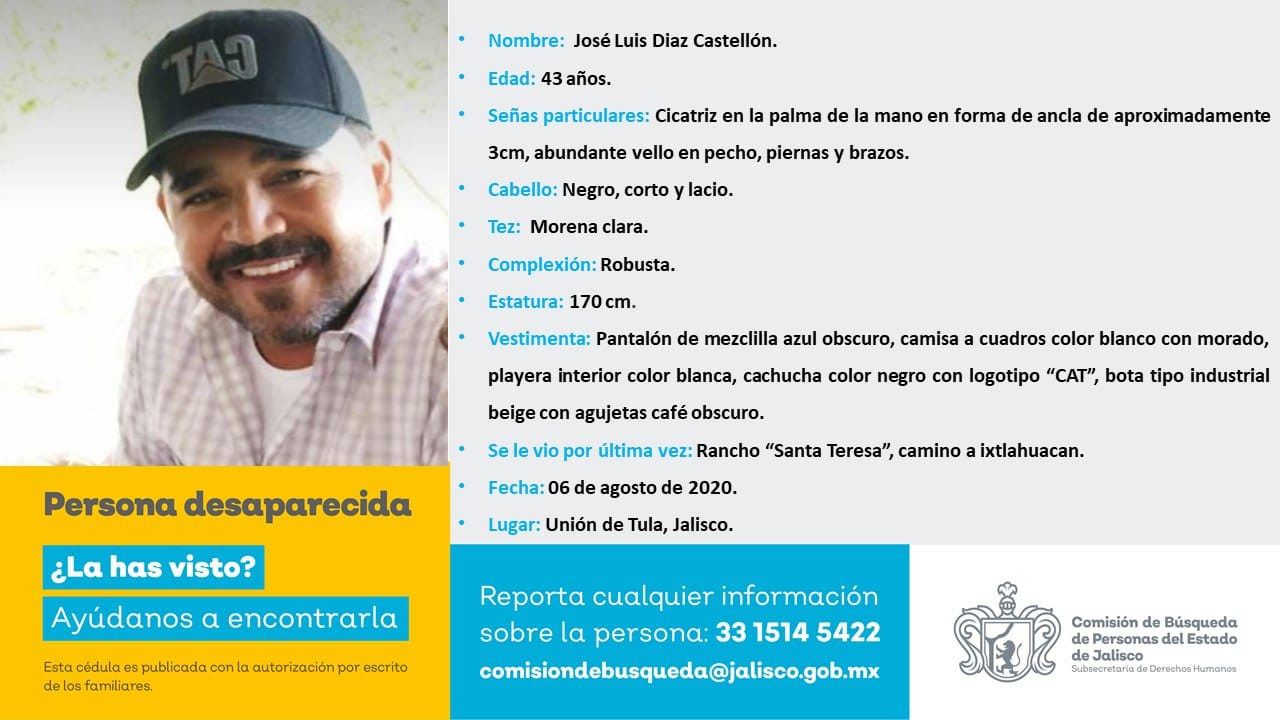 CAT
• Nombre: José Luis Diaz Castellón.
• Edad: 43 años.
• Señas particulares: Cicatriz en la palma de la mano en forma de ancla de aproximadamente
3cm, abundante vello en pecho, piernas y brazos.
• Cabello: Negro, corto y lacio.
• Tez: Morena clara.
• Complexión: Robusta.
• Estatura: 170 cm.
• Vestimenta: Pantalón de mezclilla azul obscuro, camisa a cuadros color blanco con morado,
playera interior color blanca, cachucha color negro con logotipo “CAT”, bota tipo industrial
beige con agujetas café obscuro.
• Se le vio por última vez: Rancho “Santa Teresa”, camino a ixtlahuacan.
• Fecha: 06 de agosto de 2020.
• Lugar: Unión de Tula, Jalisco.
Persona desaparecida
¿La has visto?
Ayúdanos a encontrarla
Esta cédula es publicada con la autorización por escrito
de los familiares.
Reporta cualquier información
sobre la persona: 33 1514 5422
comisiondebusqueda@jalisco.gob.mx
Comisión de Búsqueda
de Personas del Estado
de Jalisco
Subsecretaría de Derechos Humanos